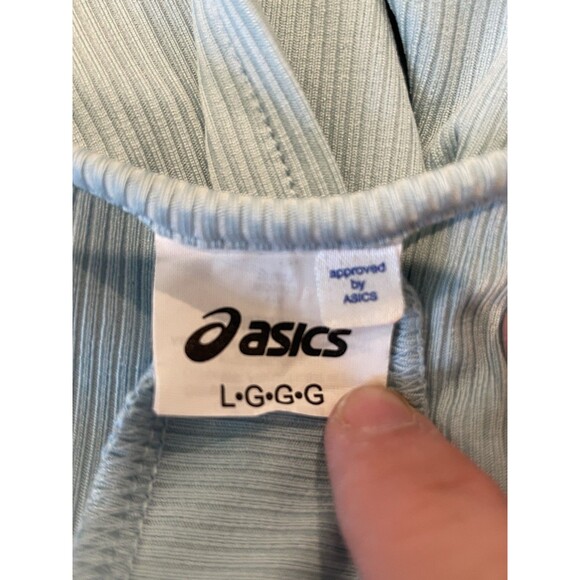 approved
by
ASICS
asics
L•G•G•G